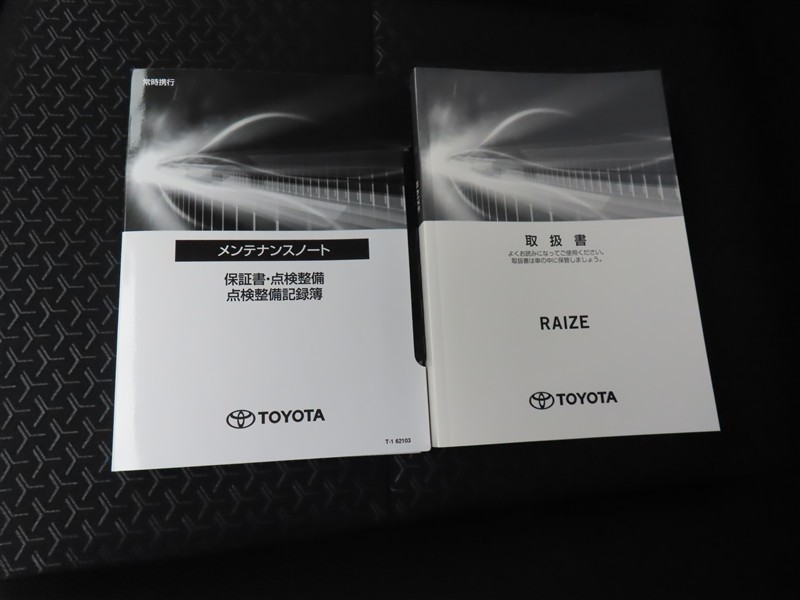 常時携行
メンテナンスノート
保証書・点検整備
点検整備記録簿
TOYOTA
T-1 62103
RAIZE
取扱書
よくお読みになってご使用ください。
取扱書は車の中に保管しましょう。
RAIZE
TOYOTA